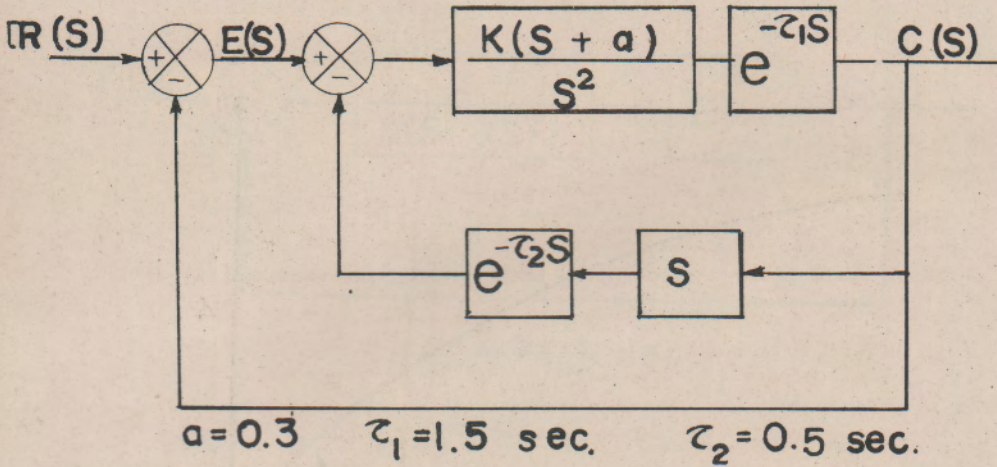 R(S) + - E(S) + - K(S + a) / S² e^-τ₁S C(S)
e^-τ₂S S
a = 0.3 τ₁ = 1.5 sec. τ₂ = 0.5 sec.